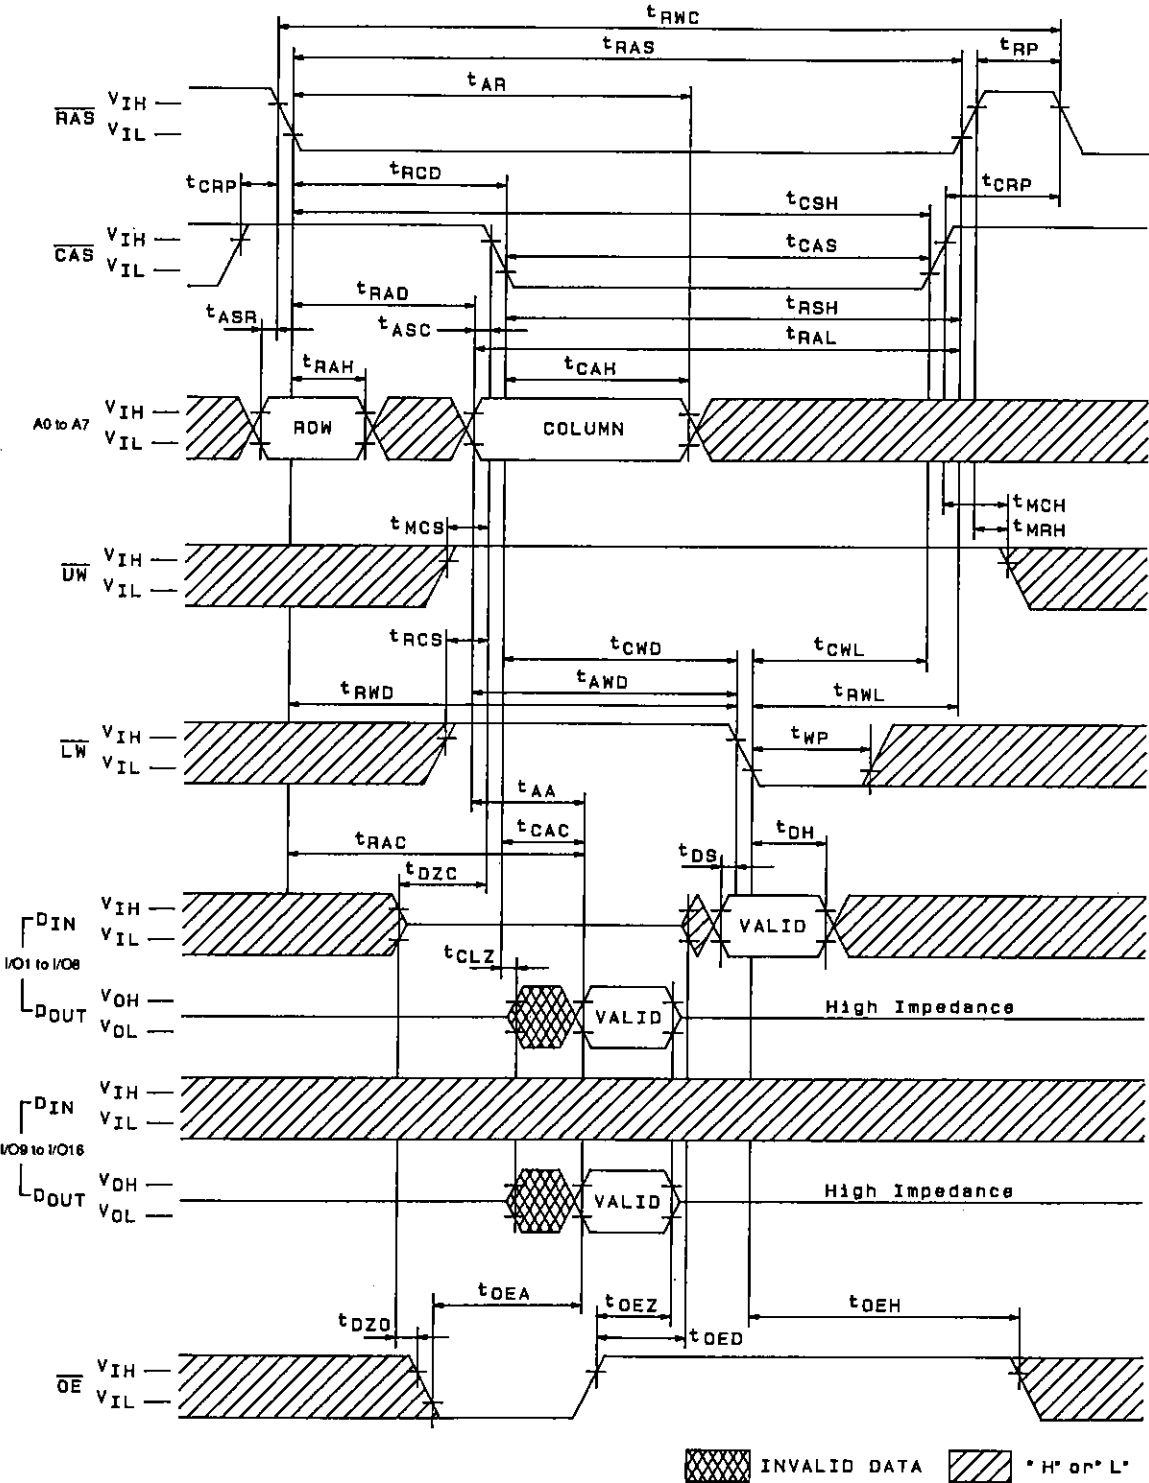 tRWC
tRAS
tRP
tAR
RAS VIH
VIL
tCRP
tRCD
tCRP
tCSH
CAS VIH
VIL
tCAS
tRAD
tRSH
tASR
tASC
tRAL
tRAH
tCAH
A0 to A7 VIH
VIL
ROW
COLUMN
tMCH
tMCS
tMRH
UW VIH
VIL
tRCS
tCWD
tCWL
tAWD
tRWD
tRWL
LW VIH
VIL
tWP
tAA
tCAC
tRAC
tDH
tDS
tDZC
DIN VIH
VIL
VALID
I/O1 to I/O8
tCLZ
DOUT VOH
VOL
VALID
High Impedance
DIN VIH
VIL
I/O9 to I/O16
DOUT VOH
VOL
VALID
High Impedance
tOEA
tOEZ
tOEH
tDZO
tOED
OE VIH
VIL
INVALID DATA
"H" or "L"